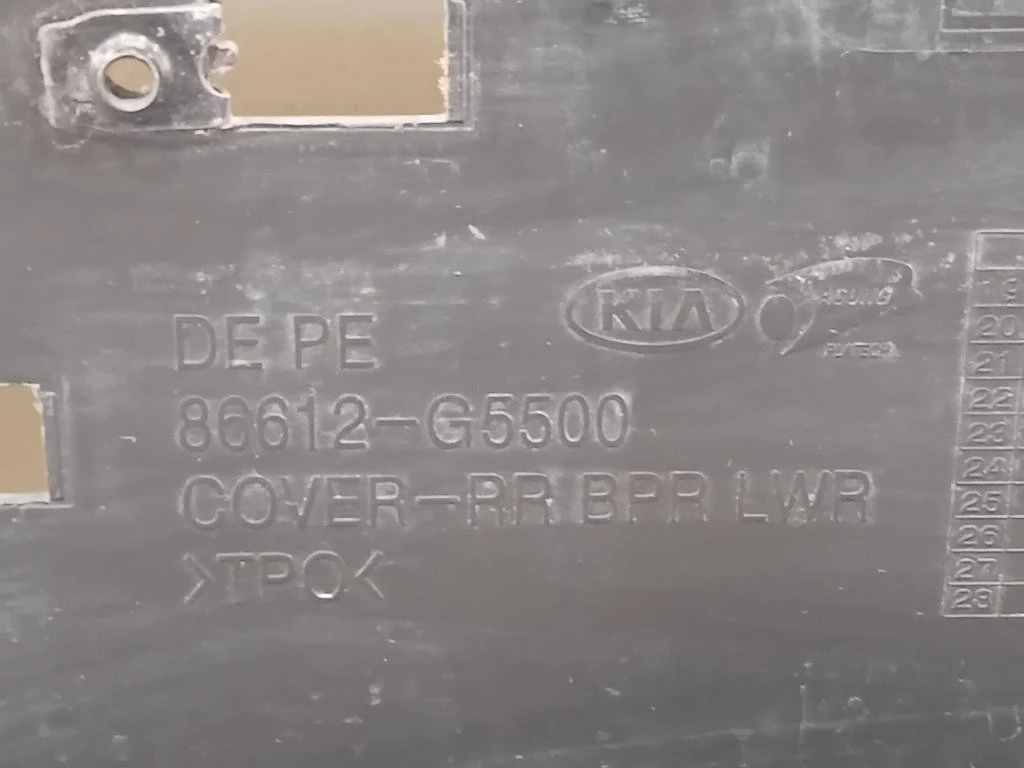 KIA
DE PE
86612-G5500
COVER-RR BPR LWR
>TPO<
19
20
21
22
23
24
25
26
27